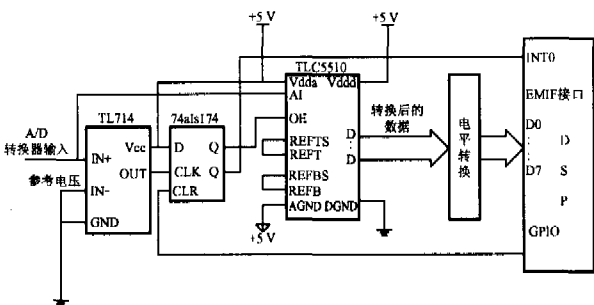 +5 V
+5 V
TLC5510
INT0
Vdda Vddd
AI
EMIF接口
转换后的
数据
A/D
转换器输入
TL714
74als174
OE
D0
Vcc
D
Q
D
电平转换
D
IN+
REFTS
REFT
D
OUT
CLK
Q
D7
S
参考电压
IN-
CLR
REFBS
REFB
P
GND
AGND DGND
GPIO
+5 V